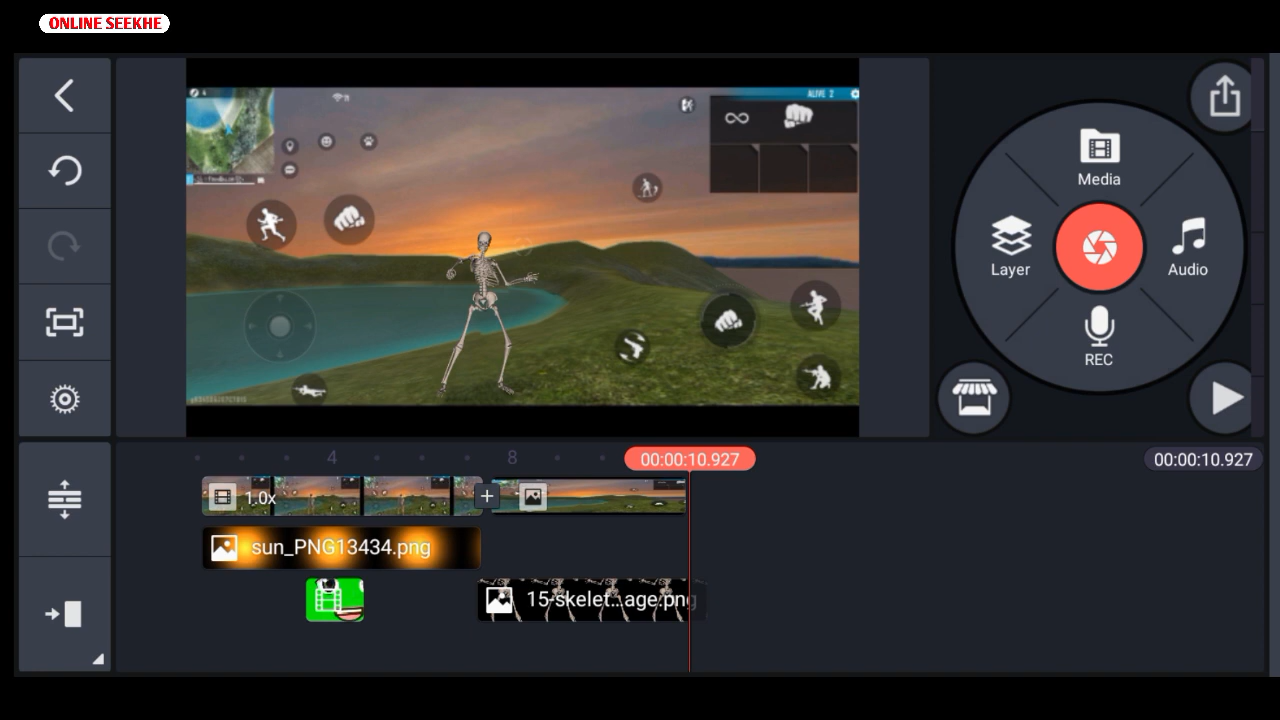 ONLINE SEEKHE
ALIVE 2
Media
Layer
Audio
REC
4
8
00:00:10.927
00:00:10.927
1.0x
sun_PNG13434.png
15-skelet...age.png